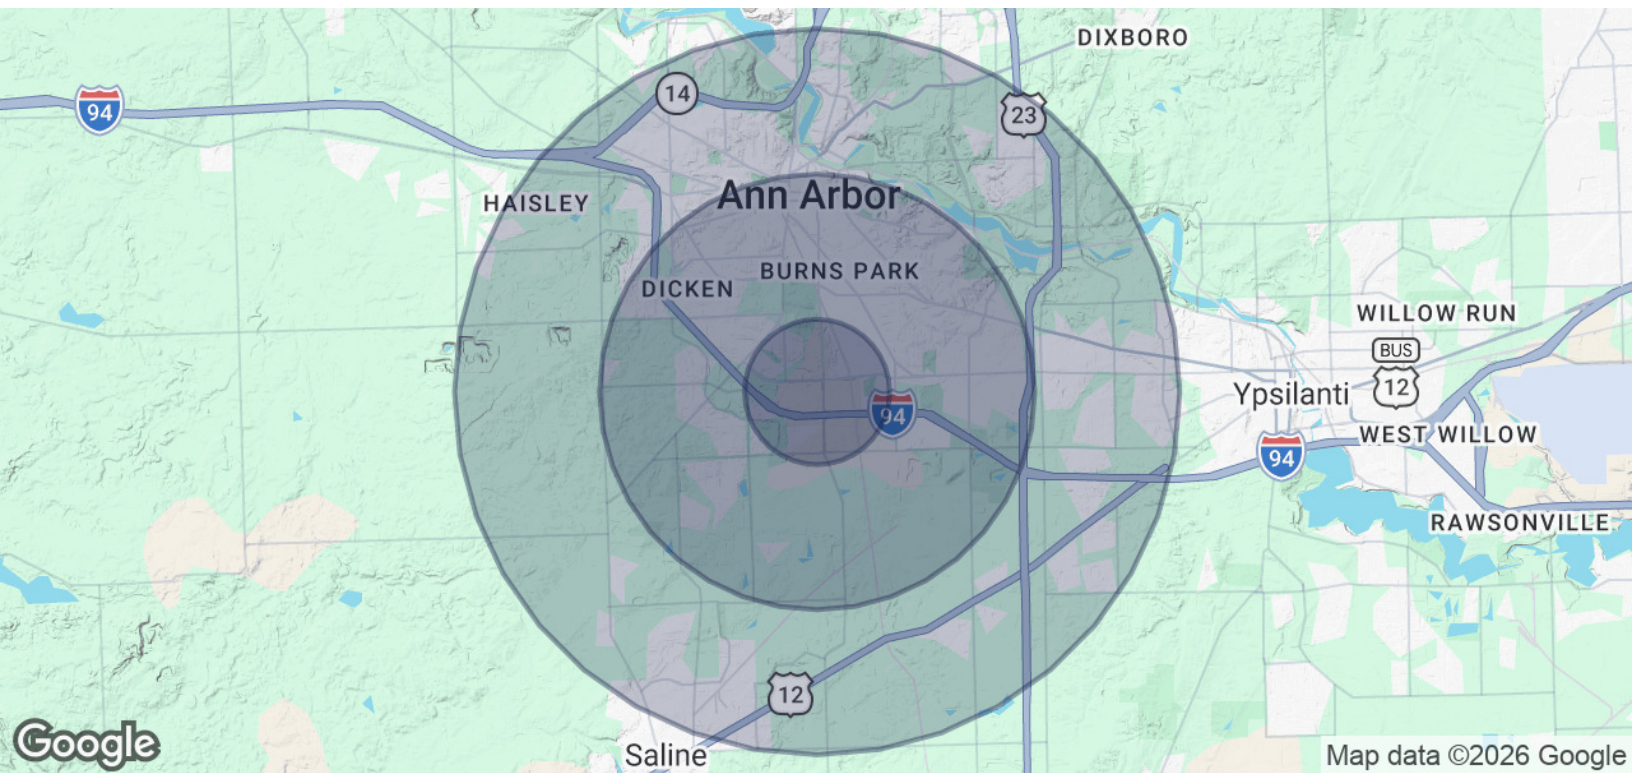 DIXBORO
94
14
23
Ann Arbor
HAISLEY
BURNS PARK
DICKEN
WILLOW RUN
BUS
12
Ypsilanti
94
WEST WILLOW
94
RAWSONVILLE
12
Saline
Google
Map data ©2026 Google